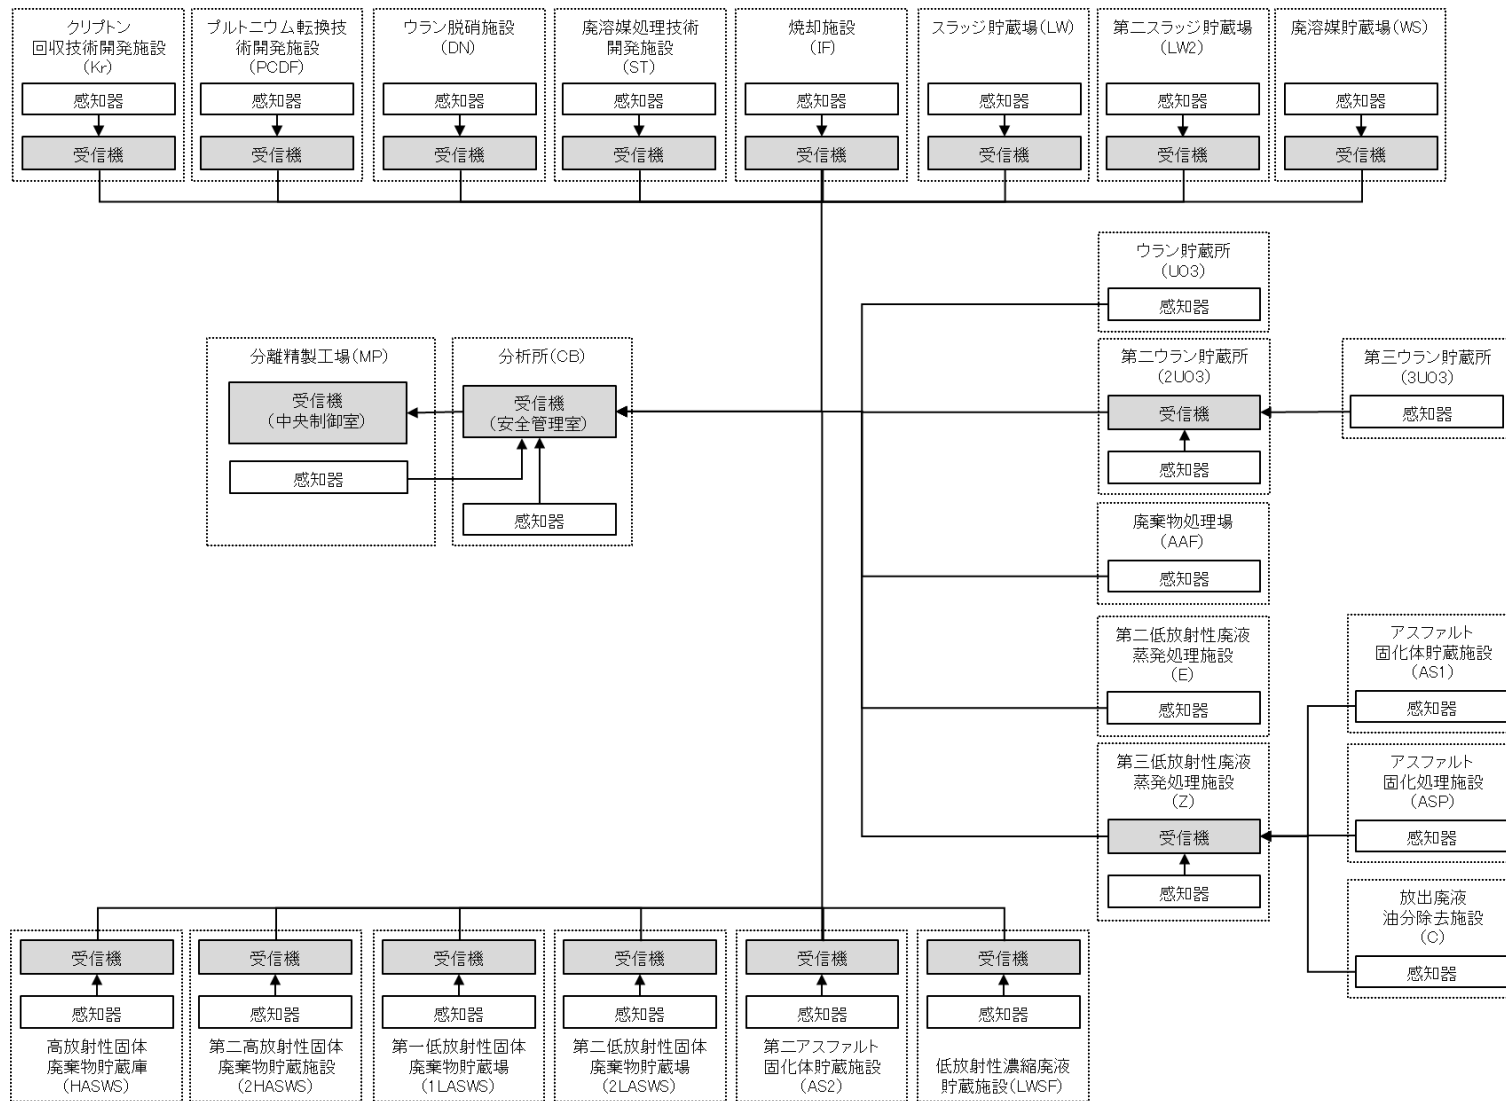 クリプトン
回収技術開発施設
(Kr)
感知器
受信機
プルトニウム転換技
術開発施設
(PCDF)
感知器
受信機
ウラン脱硝施設
(DN)
感知器
受信機
廃溶媒処理技術
開発施設
(ST)
感知器
受信機
焼却施設
(IF)
感知器
受信機
スラッジ貯蔵場(LW)
感知器
受信機
第二スラッジ貯蔵場
(LW2)
感知器
受信機
廃溶媒貯蔵場(WS)
感知器
受信機
ウラン貯蔵所
(UO3)
感知器
分離精製工場(MP)
受信機
(中央制御室)
感知器
分析所(CB)
受信機
(安全管理室)
感知器
第二ウラン貯蔵所
(2UO3)
受信機
感知器
第三ウラン貯蔵所
(3UO3)
感知器
廃棄物処理場
(AAF)
感知器
第二低放射性廃液
蒸発処理施設
(E)
感知器
アスファルト
固化体貯蔵施設
(AS1)
感知器
第三低放射性廃液
蒸発処理施設
(Z)
受信機
感知器
アスファルト
固化処理施設
(ASP)
感知器
放出廃液
油分除去施設
(C)
感知器
受信機
感知器
高放射性固体
廃棄物貯蔵庫
(HASWS)
受信機
感知器
第二高放射性固体
廃棄物貯蔵施設
(2HASWS)
受信機
感知器
第一低放射性固体
廃棄物貯蔵場
(1LASWS)
受信機
感知器
第二低放射性固体
廃棄物貯蔵場
(2LASWS)
受信機
感知器
第二アスファルト
固化体貯蔵施設
(AS2)
受信機
感知器
低放射性濃縮廃液
貯蔵施設(LWSF)